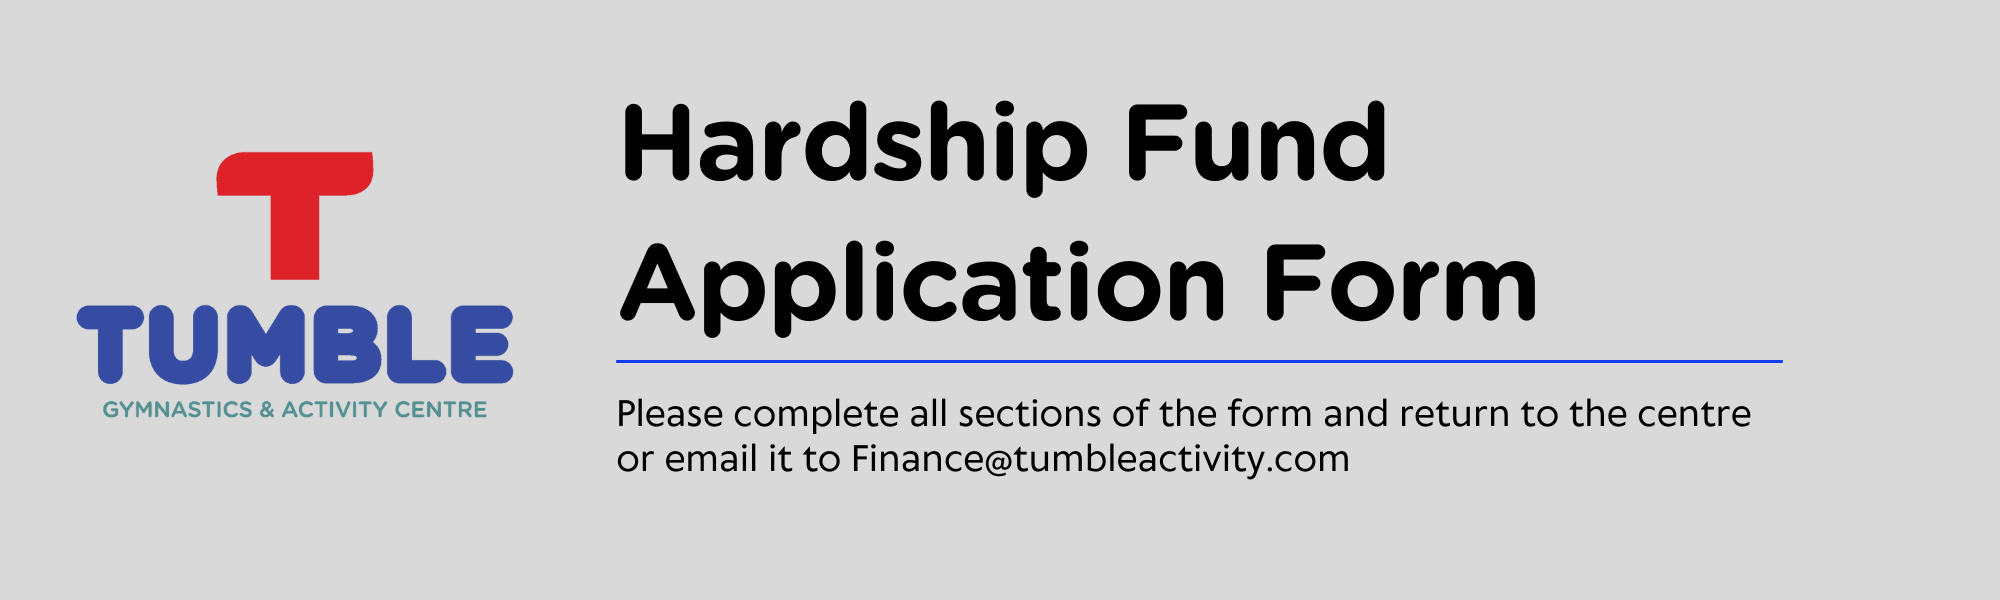 T
TUMBLE
GYMNASTICS & ACTIVITY CENTRE
Hardship Fund
Application Form
Please complete all sections of the form and return to the centre
or email it to Finance@tumbleactivity.com